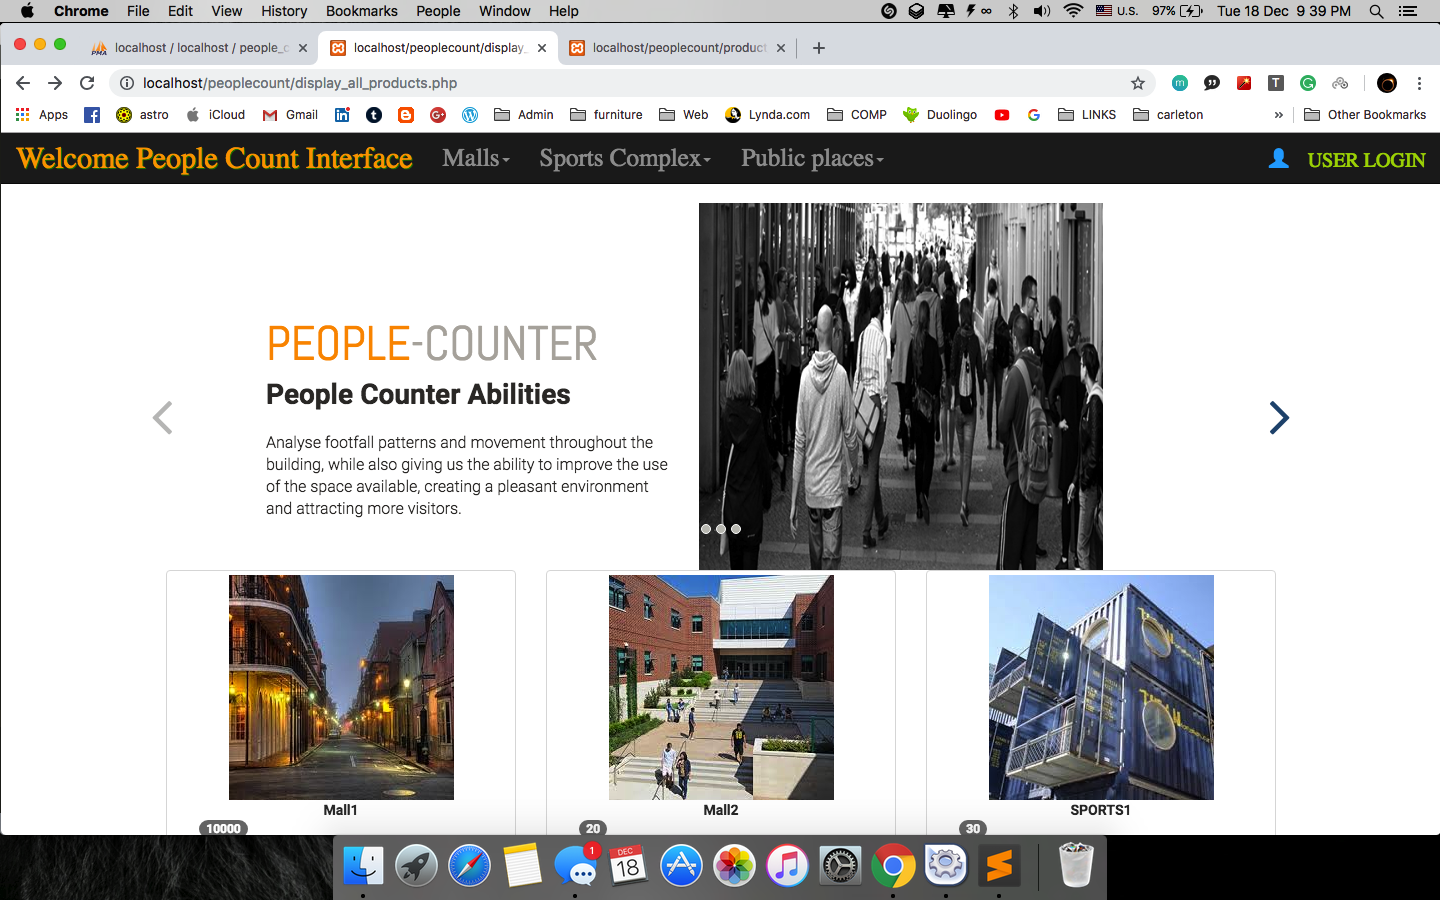 Chrome File Edit View History Bookmarks People Window Help U.S. 97% Tue 18 Dec 9 39 PM
localhost / localhost / people_c
localhost/peoplecount/display_
localhost/peoplecount/product
localhost/peoplecount/display_all_products.php
Apps astro iCloud Gmail Admin furniture Web Lynda.com COMP Duolingo LINKS carleton » Other Bookmarks
Welcome People Count Interface Malls Sports Complex Public places USER LOGIN
PEOPLE-COUNTER
People Counter Abilities
Analyse footfall patterns and movement throughout the
building, while also giving us the ability to improve the use
of the space available, creating a pleasant environment
and attracting more visitors.
Mall1 Mall2 SPORTS1
10000 20 30
1
DEC
18